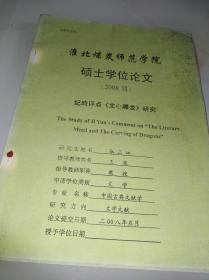 淮北煤炭师范学院
硕士学位论文
(2008 届)
纪昀评点《文心雕龙》研究
The Study of Ji Yun's Comment on "The Literary
Mind and The Carving of Dragons"
研究生姓名
指导教师姓名
指导教师职称 教授
申请学位类别 文学
专业名称 中国古典文献学
研究方向 文学文献
论文提交日期 二00八年五月
授予学位日期